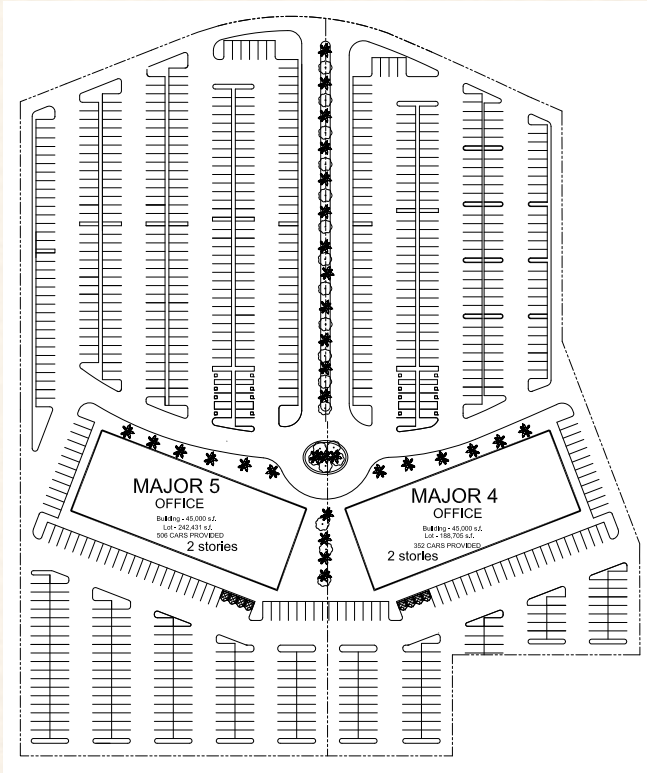 MAJOR 5
OFFICE
Building - 45,000 s.f.
Lot - 242,431 s.f.
506 CARS PROVIDED
2 stories
MAJOR 4
OFFICE
Building - 45,000 s.f.
Lot - 188,705 s.f.
352 CARS PROVIDED
2 stories